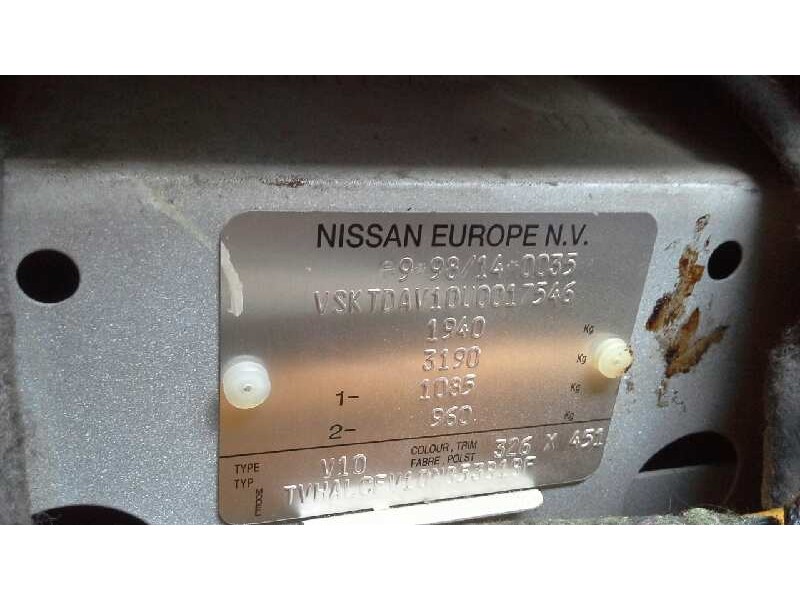 NISSAN EUROPE N.V.
e9*98/14*0035
VSKTDAV10U0017546
1940 Kg
3190 Kg
1- 1085 Kg
2- 960 Kg
TYPE TYP V10 COLOUR, TRIM FABRE, POLST 326 X 451